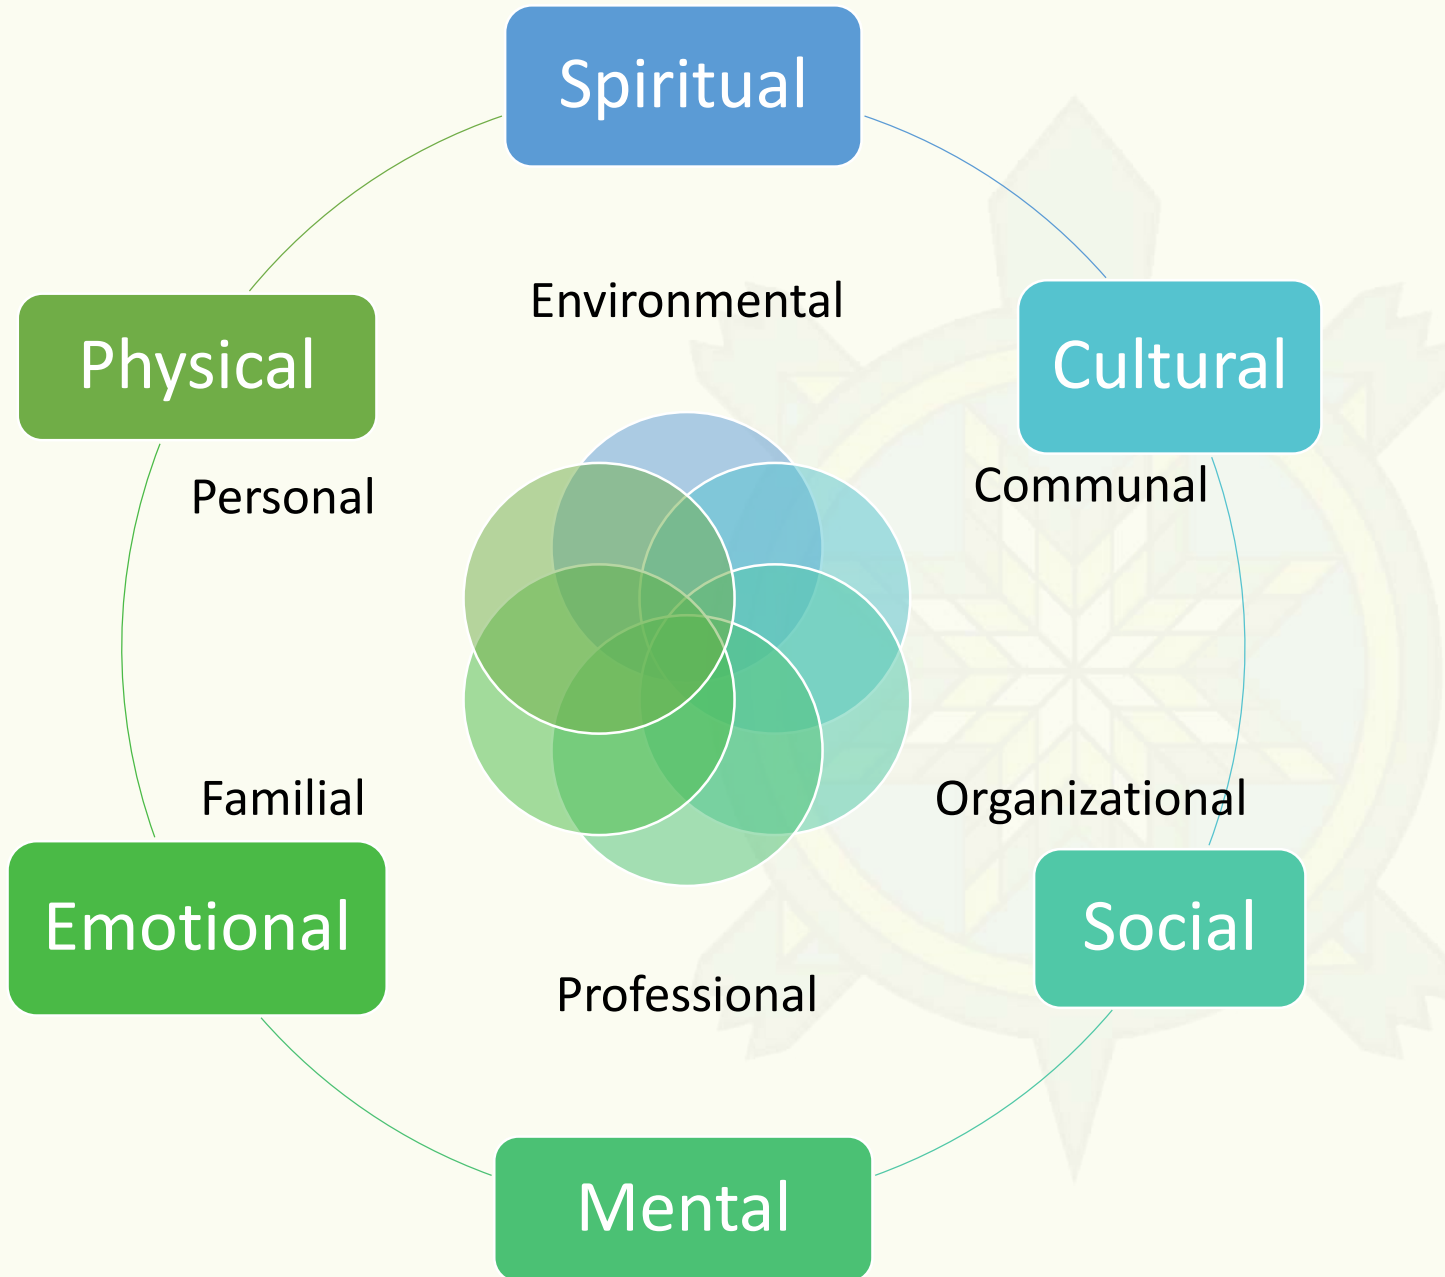 Spiritual
Environmental
Physical
Cultural
Personal
Communal
Familial
Organizational
Emotional
Social
Professional
Mental